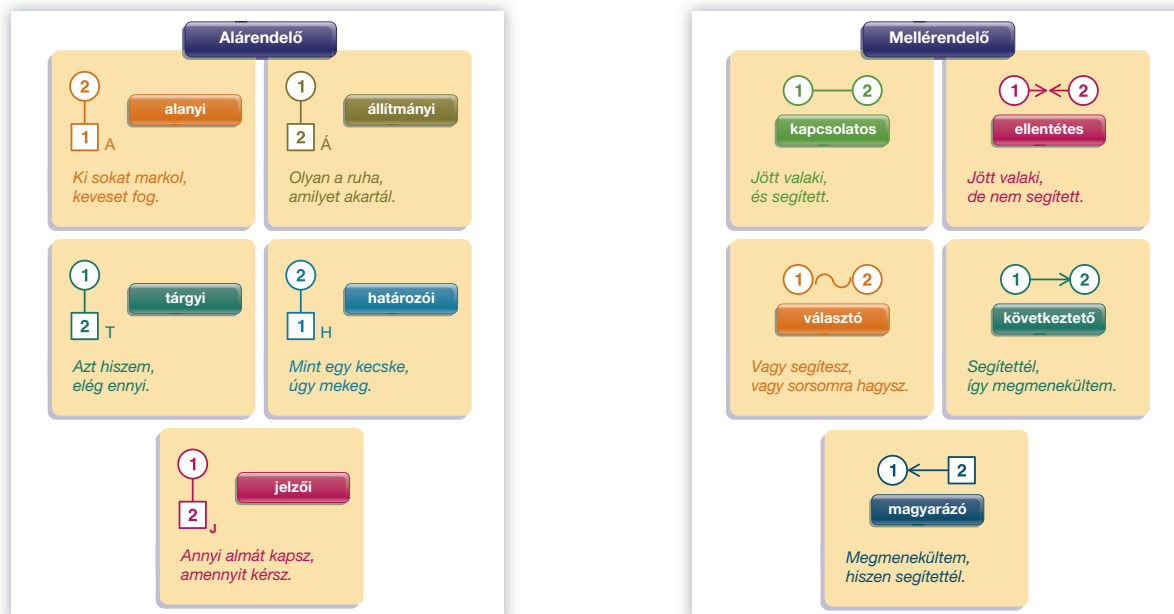 Alárendelő
2
1 A
alanyi
Ki sokat markol,
keveset fog.
1
2 Á
állítmányi
Olyan a ruha,
amilyet akartál.
1
2 T
tárgyi
Azt hiszem,
elég ennyi.
2
1 H
határozói
Mint egy kecske,
úgy mekeg.
1
2 J
jelzői
Annyi almát kapsz,
amennyit kérsz.
Mellérendelő
1 2
kapcsolatos
Jött valaki,
és segített.
1 2
ellentétes
Jött valaki,
de nem segített.
1 2
választó
Vagy segítesz,
vagy sorsomra hagysz.
1 2
következtető
Segítettél,
így megmenekültem.
1 2
magyarázó
Megmenekültem,
hiszen segítettél.